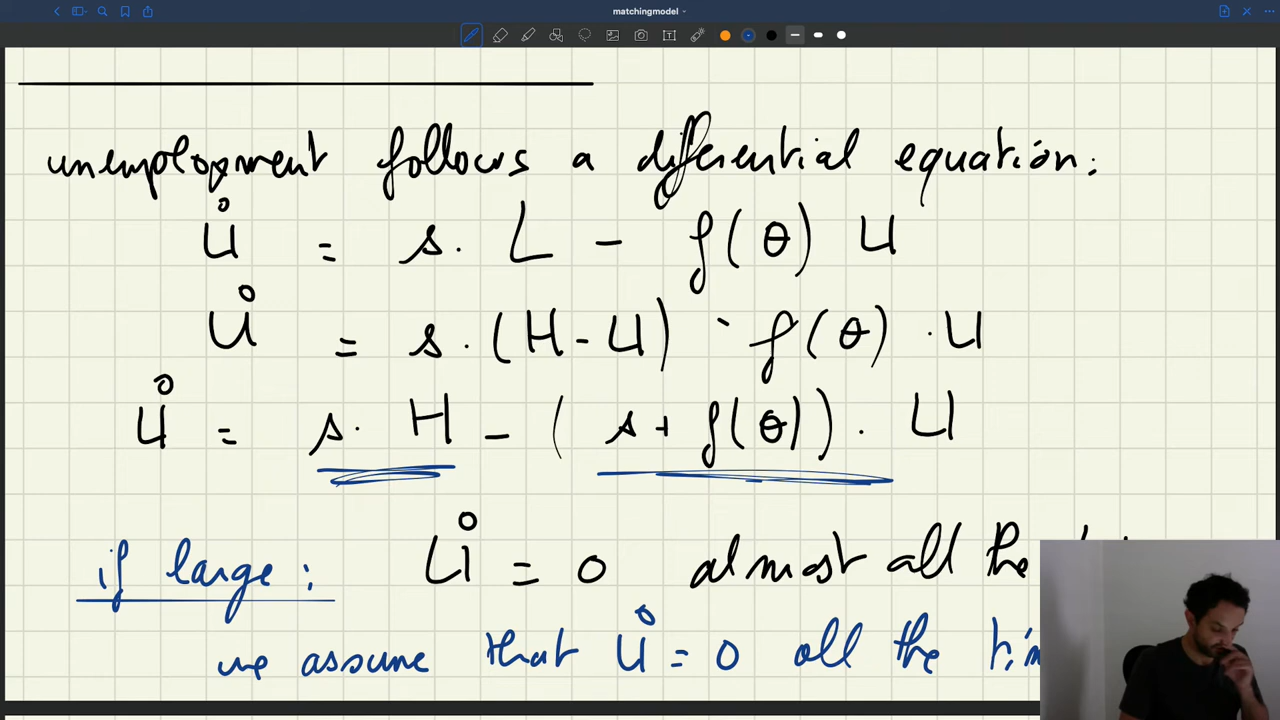 matchingmodel
unemployment follows a differential equation:
Ů = s. L - f(θ) U
Ů = s. (H - U) - f(θ) . U
Ů = s. H - ( s + f(θ)) . U
if large: Ů = 0 almost all the
we assume that Ů = 0 all the